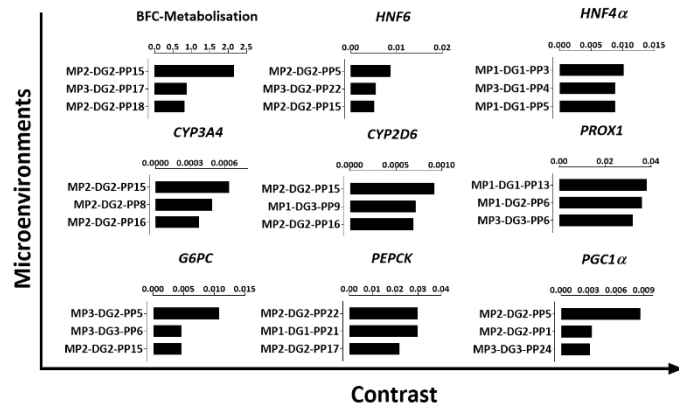 Microenvironments
BFC-Metabolisation
0.0 0.5 1.0 1.5 2.0 2.5
MP2-DG2-PP15
MP3-DG2-PP17
MP2-DG2-PP18
HNF6
0.00 0.01 0.02
MP2-DG2-PP5
MP3-DG2-PP22
MP2-DG2-PP15
HNF4α
0.000 0.005 0.010 0.015
MP1-DG1-PP3
MP3-DG1-PP4
MP1-DG1-PP5
CYP3A4
0.0000 0.0003 0.0006
MP2-DG2-PP15
MP2-DG2-PP8
MP2-DG2-PP16
CYP2D6
0.0000 0.0005 0.0010
MP2-DG2-PP15
MP1-DG3-PP9
MP2-DG2-PP16
PROX1
0.00 0.02 0.04
MP1-DG1-PP13
MP1-DG2-PP6
MP3-DG3-PP6
G6PC
0.000 0.005 0.010 0.015
MP3-DG2-PP5
MP3-DG3-PP6
MP2-DG2-PP15
PEPCK
0.00 0.01 0.02 0.03 0.04
MP2-DG2-PP22
MP1-DG1-PP21
MP2-DG2-PP17
PGC1α
0.000 0.003 0.006 0.009
MP2-DG2-PP5
MP2-DG2-PP1
MP3-DG3-PP24
Contrast